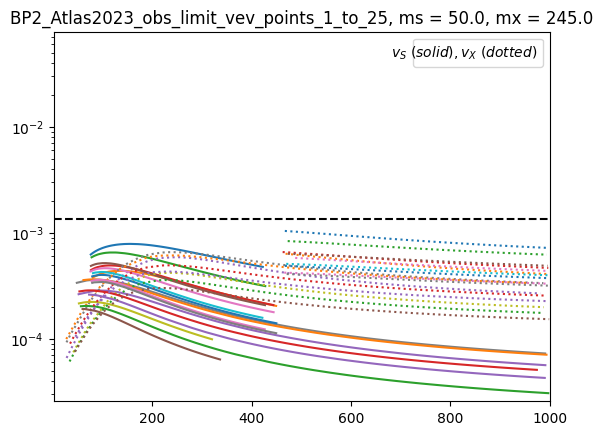 BP2_Atlas2023_obs_limit_vev_points_1_to_25, ms = 50.0, mx = 245.0
v_S (solid), v_X (dotted)
10⁻²
10⁻³
10⁻⁴
200 400 600 800 1000